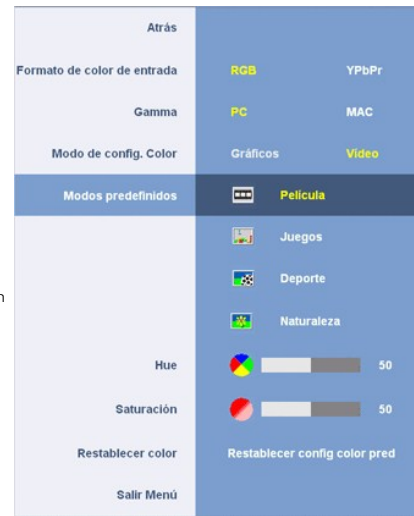 Atrás
Formato de color de entrada RGB YPbPr
Gamma PC MAC
Modo de config. Color Gráficos Video
Modos predefinidos Película
Juegos
Deporte
Naturaleza
n
Hue 50
Saturación 50
Restablecer color Restablecer config color pred
Salir Menú